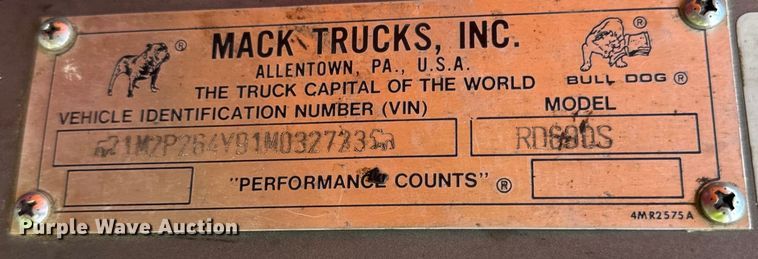 MACK TRUCKS, INC.
ALLENTOWN, PA., U.S.A.
THE TRUCK CAPITAL OF THE WORLD
BULL DOG ®
VEHICLE IDENTIFICATION NUMBER (VIN)
MODEL
RD690S
"PERFORMANCE COUNTS" ®
4MR2575A
Purple Wave Auction